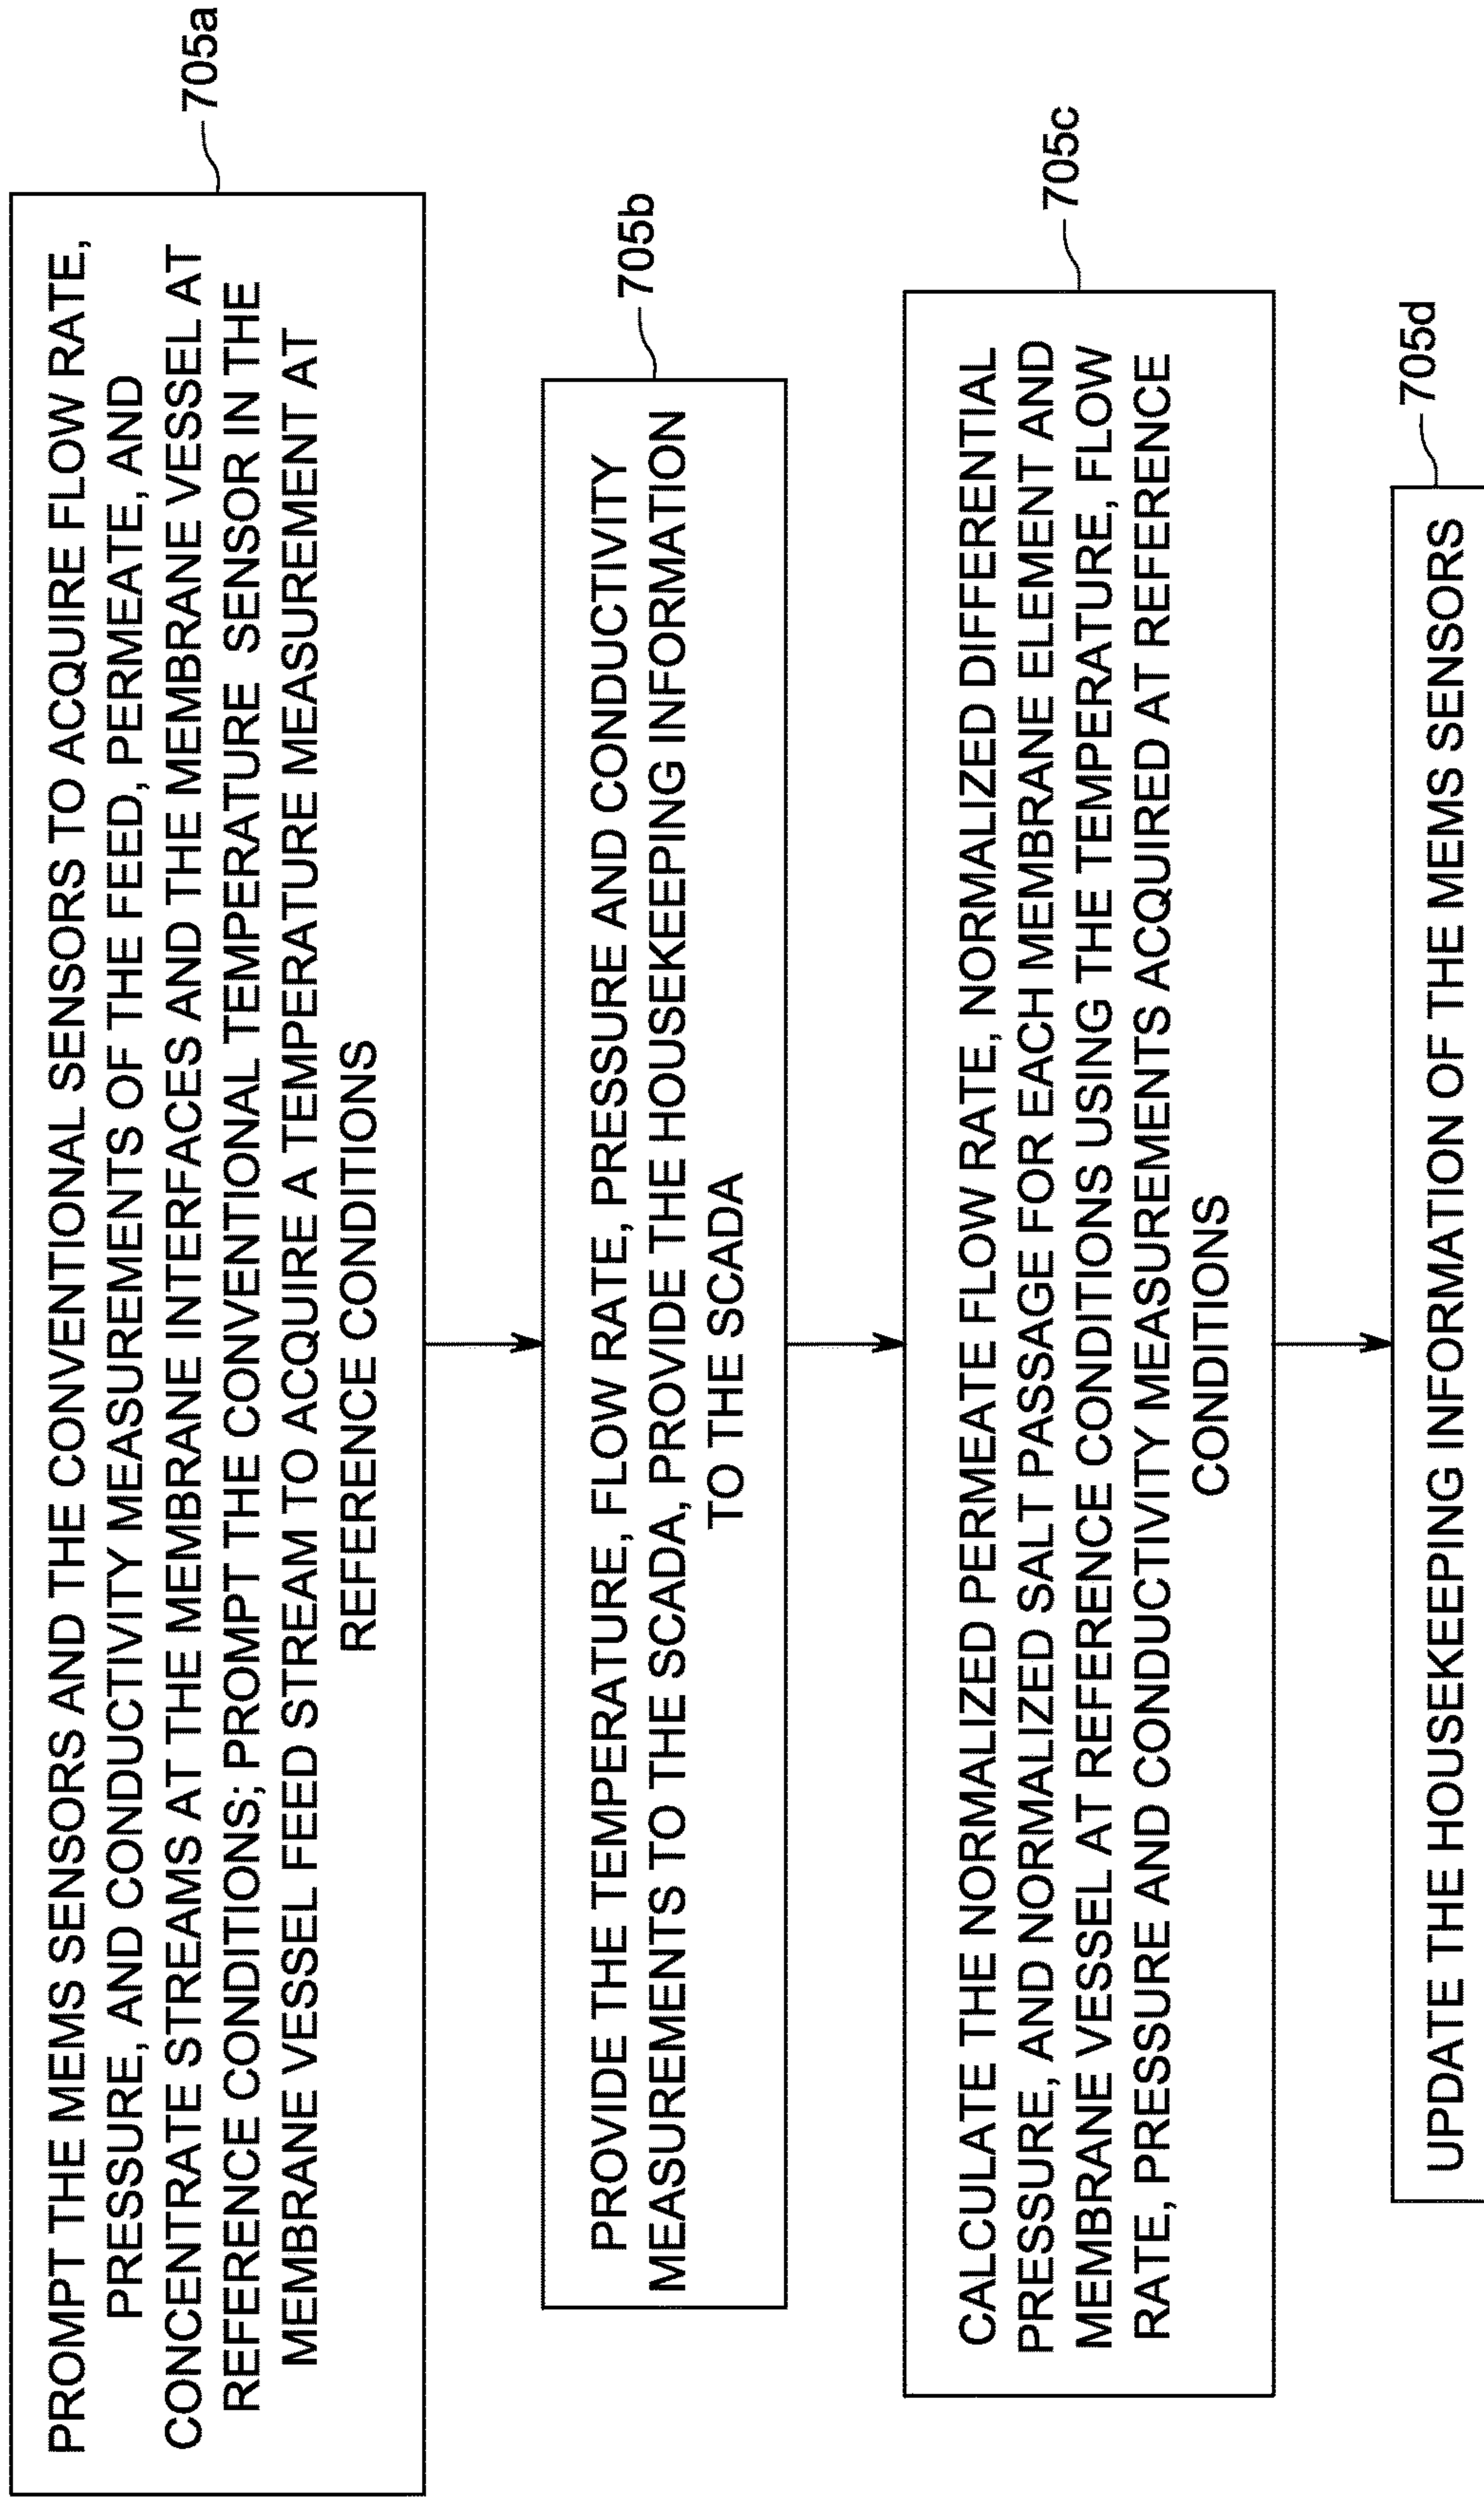 PROMPT THE MEMS SENSORS AND THE CONVENTIONAL SENSORS TO ACQUIRE FLOW RATE,
PRESSURE, AND CONDUCTIVITY MEASUREMENTS OF THE FEED, PERMEATE, AND
CONCENTRATE STREAMS AT THE MEMBRANE INTERFACES AND THE MEMBRANE VESSEL AT
REFERENCE CONDITIONS; PROMPT THE CONVENTIONAL TEMPERATURE SENSOR IN THE
MEMBRANE VESSEL FEED STREAM TO ACQUIRE A TEMPERATURE MEASUREMENT AT
REFERENCE CONDITIONS
705a
PROVIDE THE TEMPERATURE, FLOW RATE, PRESSURE AND CONDUCTIVITY
MEASUREMENTS TO THE SCADA, PROVIDE THE HOUSEKEEPING INFORMATION
TO THE SCADA
705b
CALCULATE THE NORMALIZED PERMEATE FLOW RATE, NORMALIZED DIFFERENTIAL
PRESSURE, AND NORMALIZED SALT PASSAGE FOR EACH MEMBRANE ELEMENT AND
MEMBRANE VESSEL AT REFERENCE CONDITIONS USING THE TEMPERATURE, FLOW
RATE, PRESSURE AND CONDUCTIVITY MEASUREMENTS ACQUIRED AT REFERENCE
CONDITIONS
705c
UPDATE THE HOUSEKEEPING INFORMATION OF THE MEMS SENSORS
705d